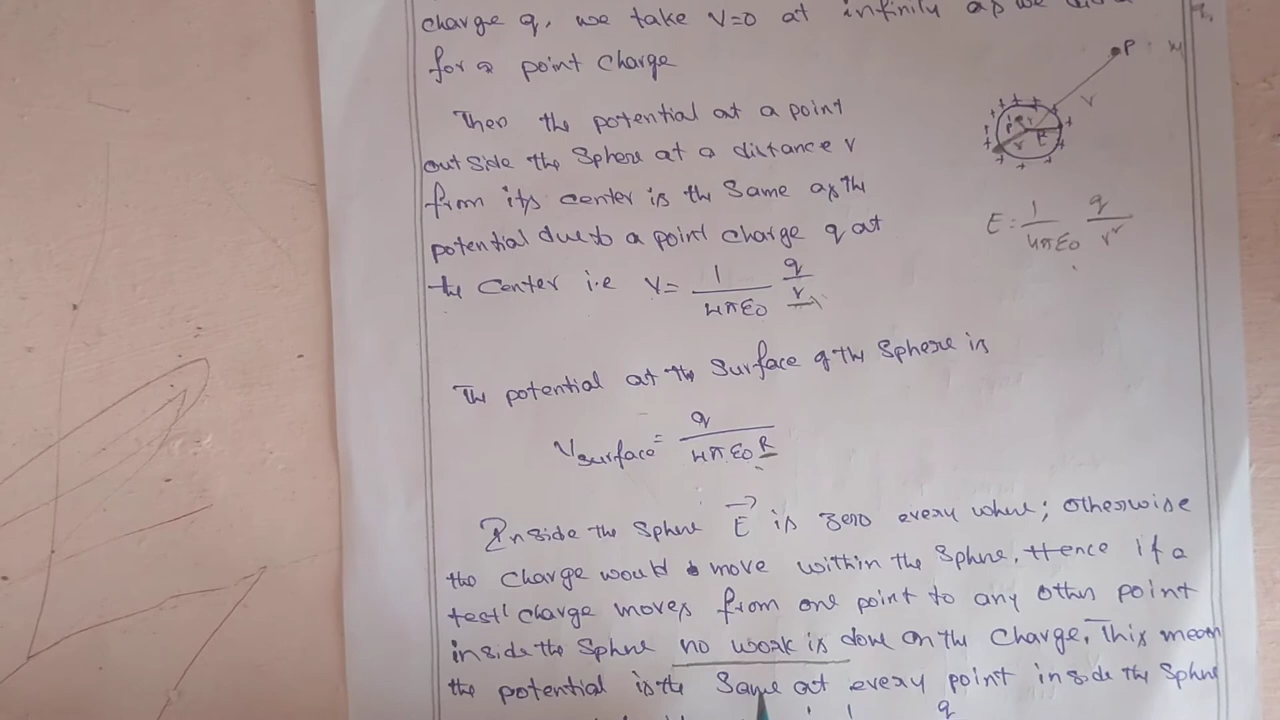 charge q, we take V=0 at infinity as we
for a point charge
Then the potential at a point
outside the Sphere at a distance r
from its center is the Same as the
potential due to a point charge q at
the Center i.e V = 1/4πε0 q/r
The potential at the Surface of the Sphere is
Vsurface = q/4πε0R
Inside the Sphere E⃗ is zero every where; otherwise
the charge would move within the Sphere. Hence if a
test charge moves from one point to any other point
inside the Sphere no work is done on the charge. This mean
the potential is the Same at every point inside the Sphere
1 q
P
r
R
E = 1/4πε0 q/r²